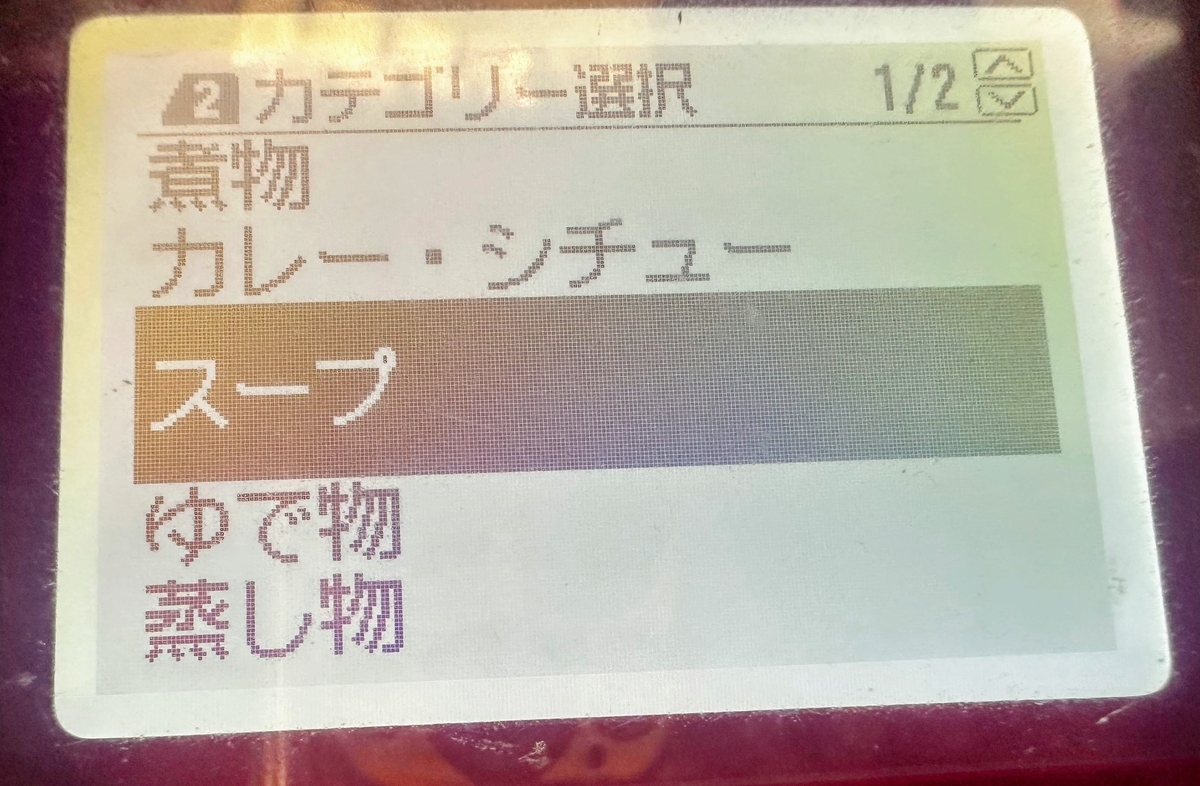 2 カテゴリー選択 1/2
煮物
カレー・シチュー
スープ
ゆで物
蒸し物